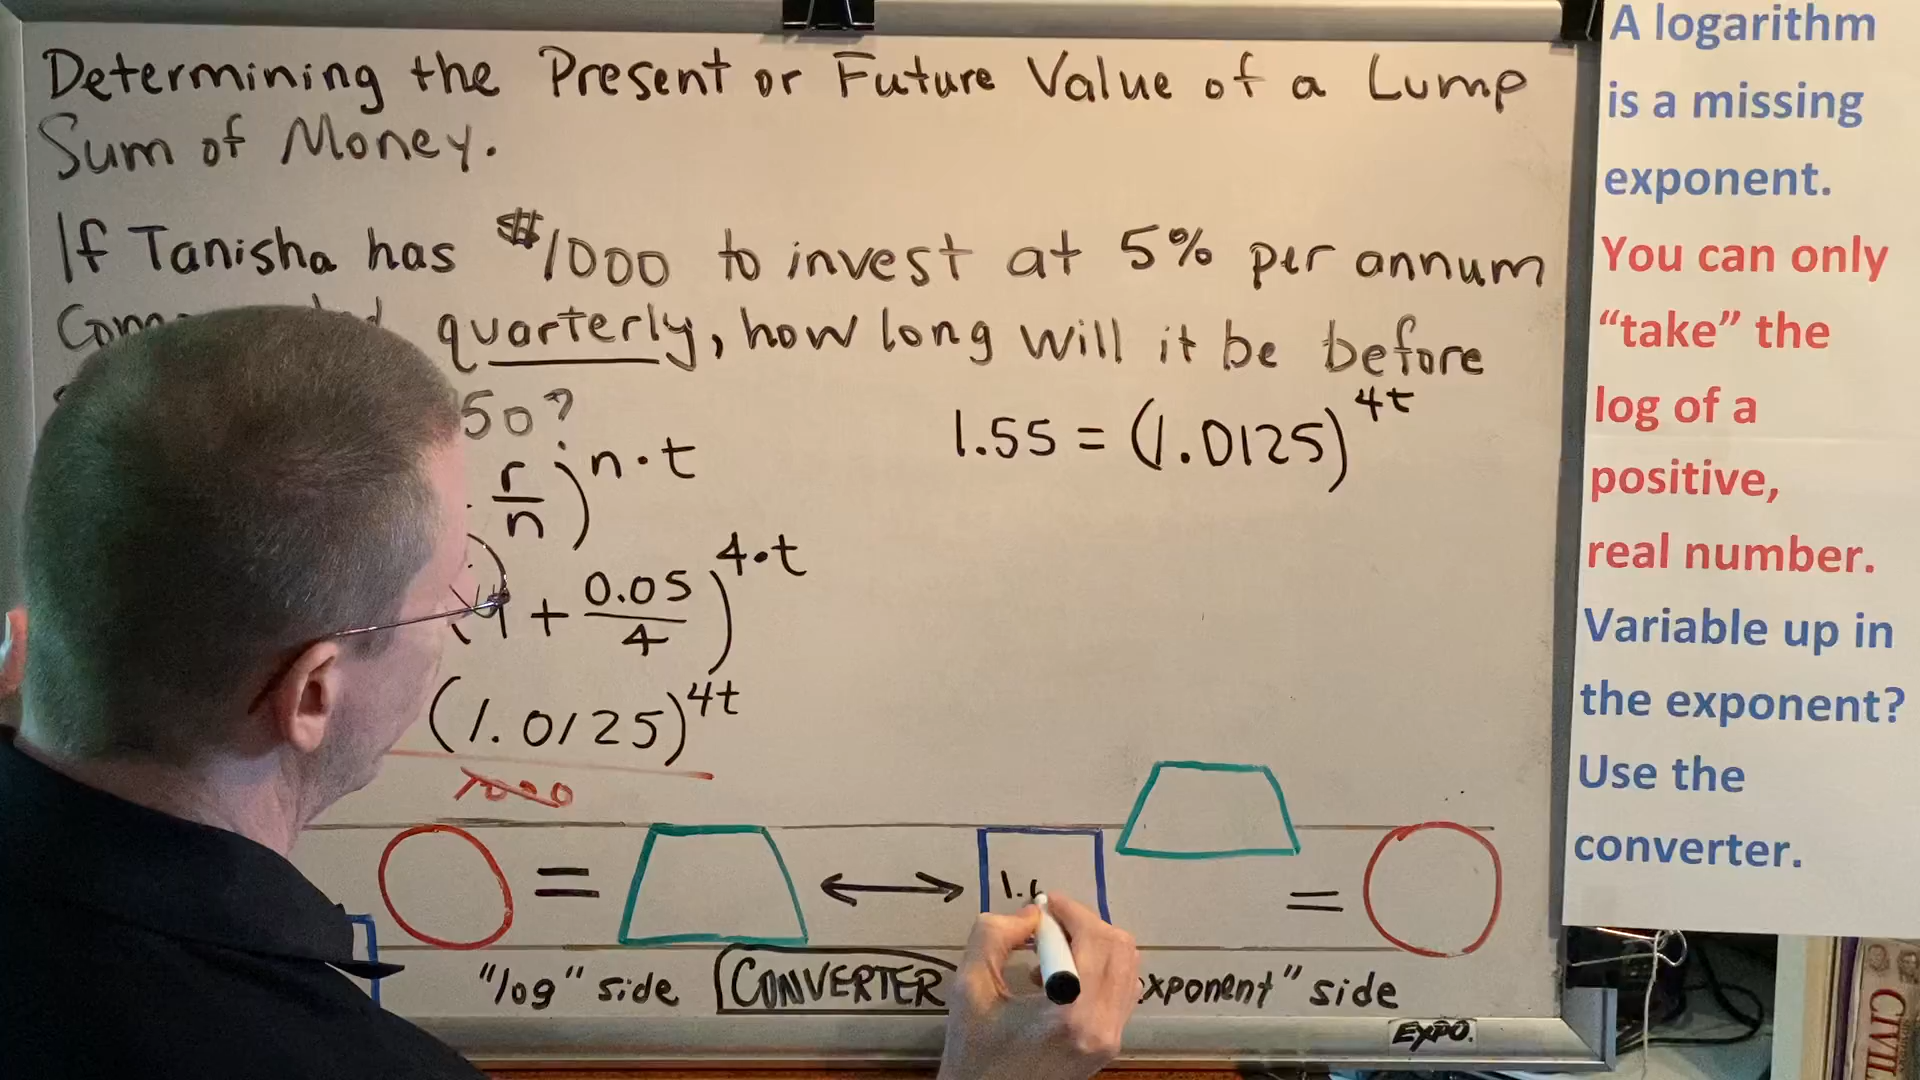 Determining the Present or Future Value of a Lump
Sum of Money.
If Tanisha has $1000 to invest at 5% per annum
quarterly, how long will it be before
50?
1.55 = (1.0125)^4t
r/n)^n·t
+ 0.05/4)^4·t
(1.0125)^4t
1000
=
↔
1.
=
"log" side
CONVERTER
exponent" side
EXPO.
A logarithm
is a missing
exponent.
You can only
“take” the
log of a
positive,
real number.
Variable up in
the exponent?
Use the
converter.